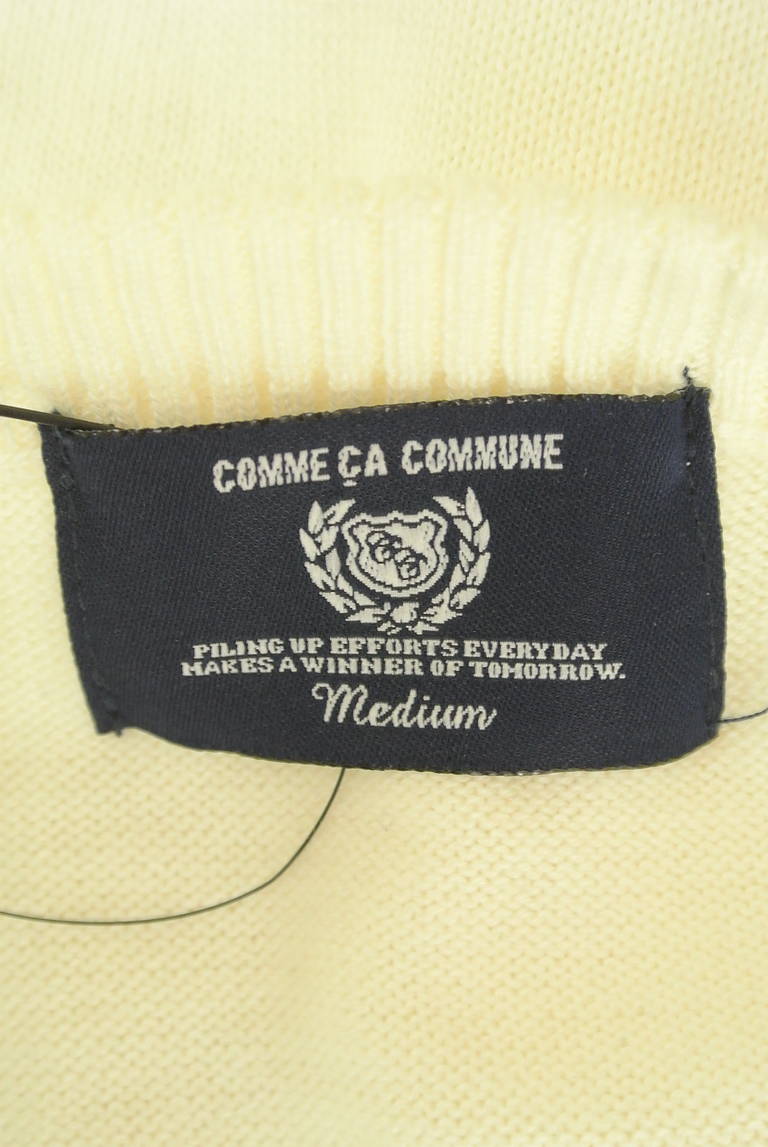 COMME ÇA COMMUNE
PILING UP EFFORTS EVERYDAY
MAKES A WINNER OF TOMORROW.
Medium